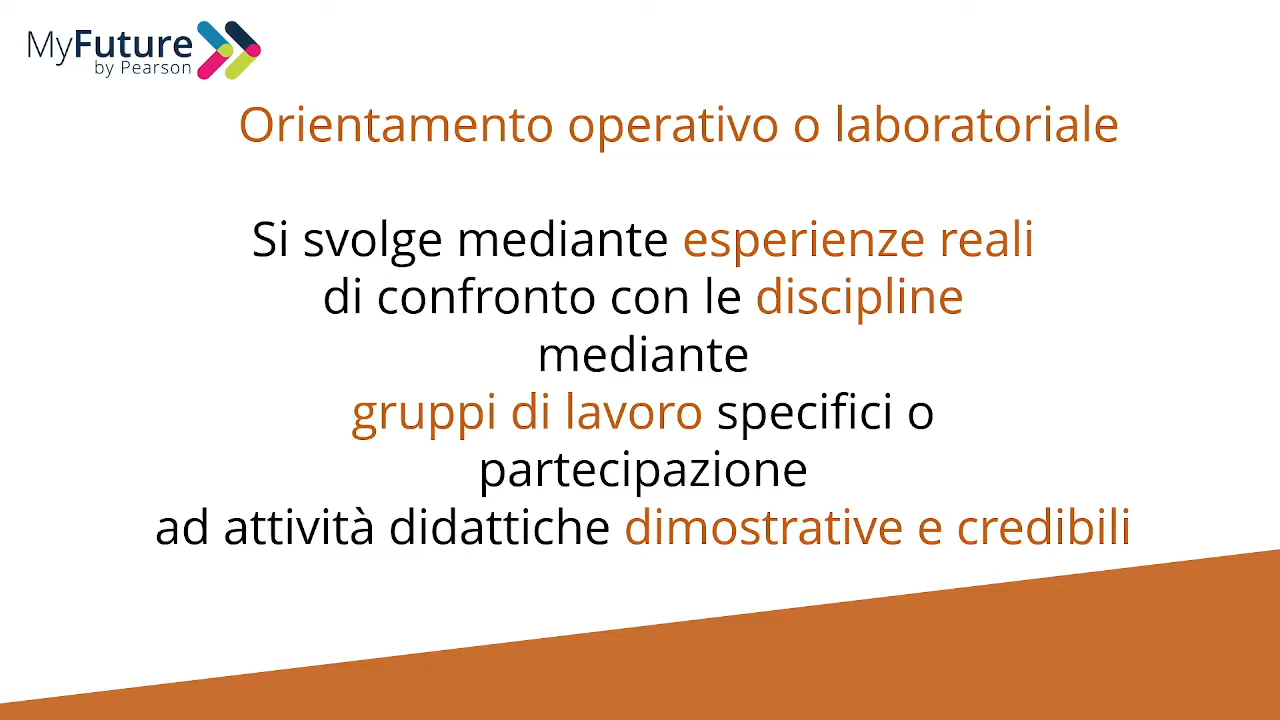 MyFuture
by Pearson
Orientamento operativo o laboratoriale
Si svolge mediante esperienze reali
di confronto con le discipline
mediante
gruppi di lavoro specifici o
partecipazione
ad attività didattiche dimostrative e credibili